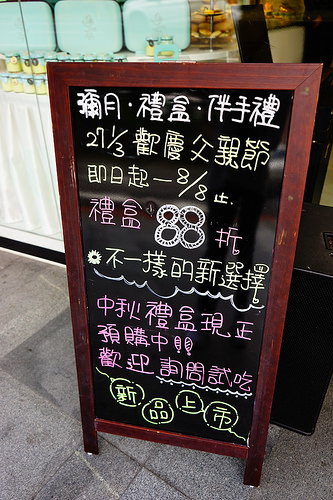 彌月·禮盒·伴手禮
27/3 歡慶父親節
即日起－8/8止.
禮盒 88折
不一樣的新選擇
中秋禮盒現正
預購中!!
歡迎詢問試吃
新品上市